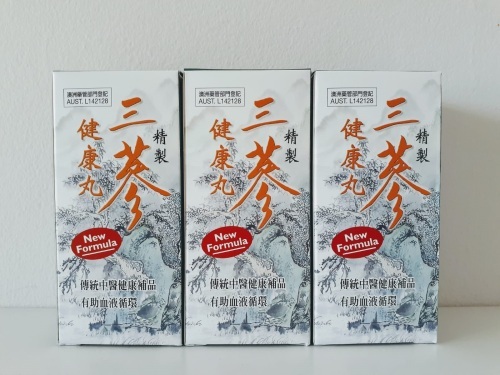 澳洲藥管部門登記
AUST. L142128
精製
三蔘
健康丸
New
Formula
傳統中醫健康補品
有助血液循環
澳洲藥管部門登記
AUST. L142128
精製
三蔘
健康丸
New
Formula
傳統中醫健康補品
有助血液循環
澳洲藥管部門登記
AUST. L142128
精製
三蔘
健康丸
New
Formula
傳統中醫健康補品
有助血液循環